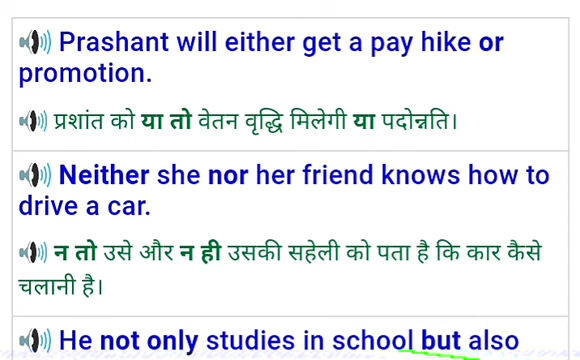 Prashant will either get a pay hike or
promotion.
प्रशांत को या तो वेतन वृद्धि मिलेगी या पदोन्नति।
Neither she nor her friend knows how to
drive a car.
न तो उसे और न ही उसकी सहेली को पता है कि कार कैसे
चलानी है।
He not only studies in school but also